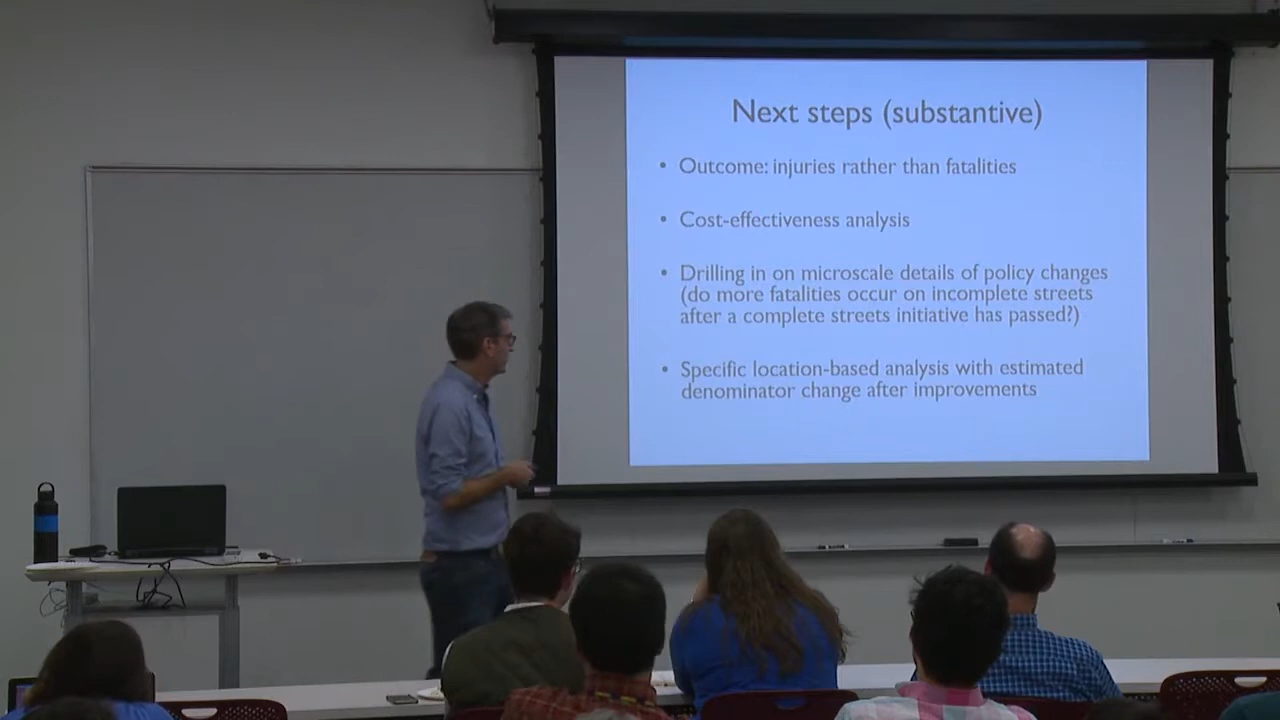 Next steps (substantive)
• Outcome: injuries rather than fatalities
• Cost-effectiveness analysis
• Drilling in on microscale details of policy changes
(do more fatalities occur on incomplete streets
after a complete streets initiative has passed?)
• Specific location-based analysis with estimated
denominator change after improvements